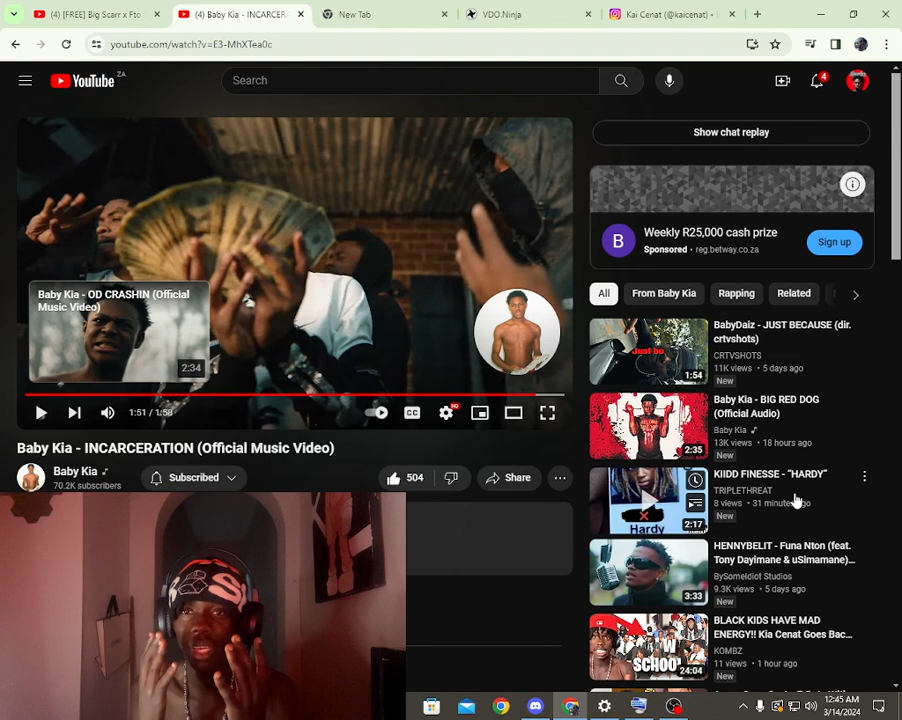 (4) [FREE] Big Scarr x Fto
(4) Baby Kia - INCARCERA
New Tab
VDO.Ninja
Kai Cenat (@kaicenat) • I
youtube.com/watch?v=E3-MhXTea0c
YouTube ZA
Search
4
Show chat replay
Weekly R25,000 cash prize
Sponsored • reg.betway.co.za
B
Sign up
Baby Kia - OD CRASHIN (Official
Music Video)
2:34
1:51 / 1:58
CC
HD
All
From Baby Kia
Rapping
Related
Baby Kia - INCARCERATION (Official Music Video)
Baby Kia
70.2K subscribers
Subscribed
504
Share
Just be
1:54
BabyDaiz - JUST BECAUSE (dir.
crtvshots)
CRTVSHOTS
11K views • 5 days ago
New
2:35
Baby Kia - BIG RED DOG
(Official Audio)
Baby Kia
13K views • 18 hours ago
New
Hardy
2:17
KIDD FINESSE - “HARDY”
TRIPLETHREAT
8 views • 31 minutes ago
New
3:33
HENNYBELIT - Funa Nton (feat.
Tony Dayimane & uSimamane)...
BySomeIdiot Studios
9.3K views • 5 days ago
New
24:04
BLACK KIDS HAVE MAD
ENERGY!! Kia Cenat Goes Bac...
KOMBZ
11 views • 1 hour ago
New
12:45 AM
3/14/2024